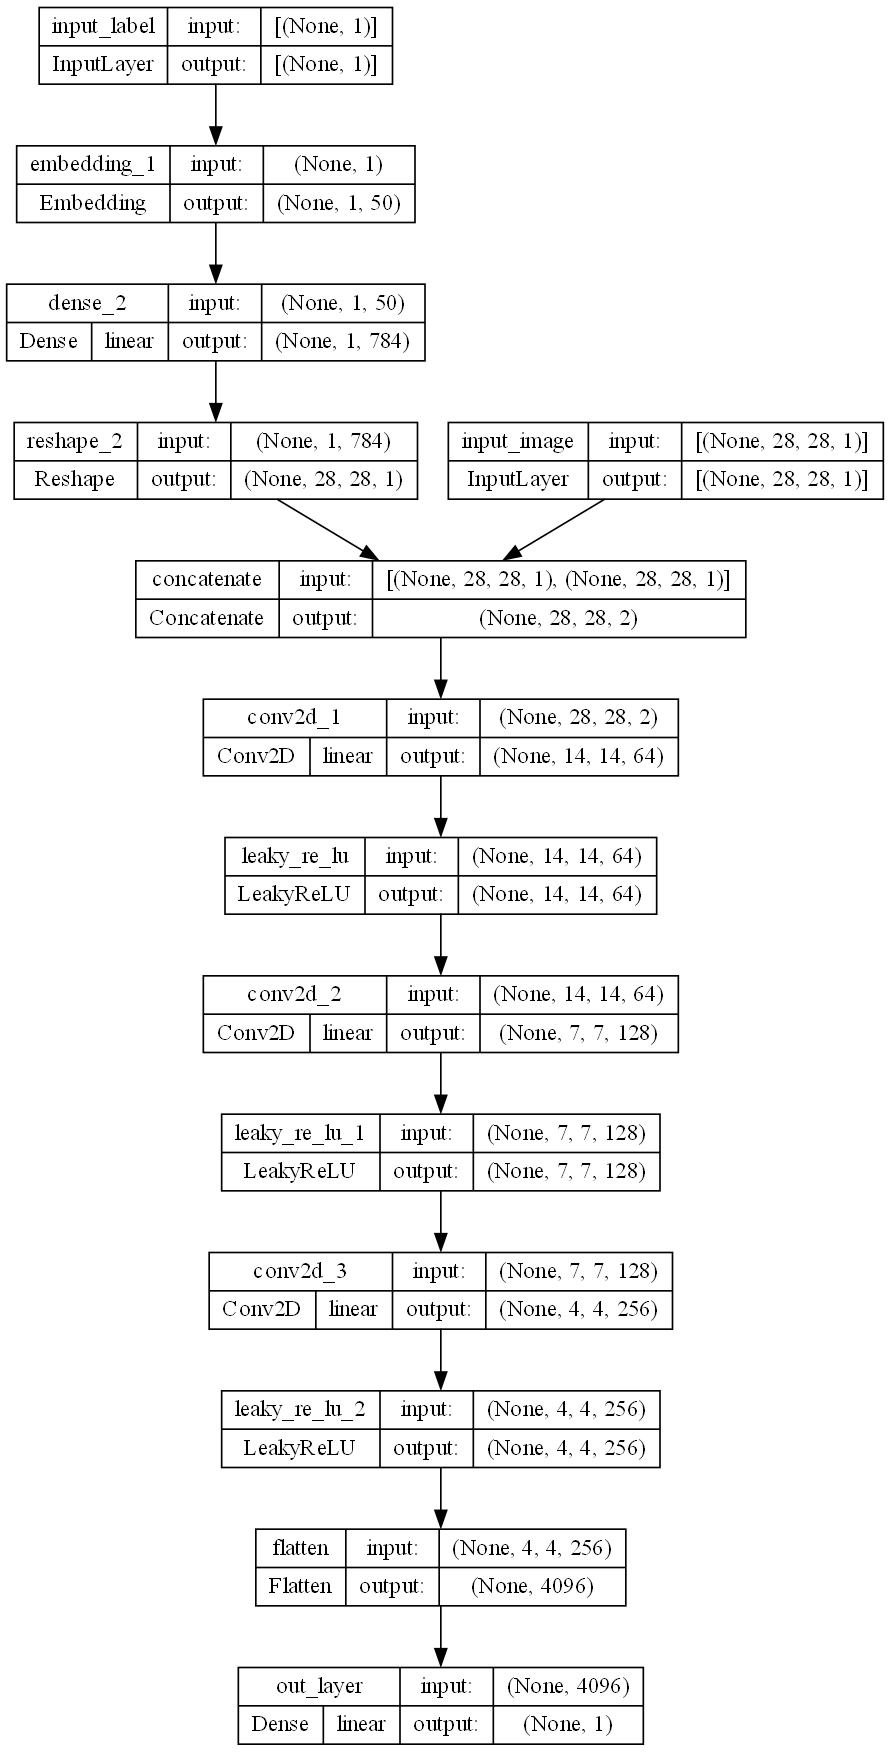 input_label input: [(None, 1)]
InputLayer output: [(None, 1)]
embedding_1 input: (None, 1)
Embedding output: (None, 1, 50)
dense_2 input: (None, 1, 50)
Dense linear output: (None, 1, 784)
reshape_2 input: (None, 1, 784)
Reshape output: (None, 28, 28, 1)
input_image input: [(None, 28, 28, 1)]
InputLayer output: [(None, 28, 28, 1)]
concatenate input: [(None, 28, 28, 1), (None, 28, 28, 1)]
Concatenate output: (None, 28, 28, 2)
conv2d_1 input: (None, 28, 28, 2)
Conv2D linear output: (None, 14, 14, 64)
leaky_re_lu input: (None, 14, 14, 64)
LeakyReLU output: (None, 14, 14, 64)
conv2d_2 input: (None, 14, 14, 64)
Conv2D linear output: (None, 7, 7, 128)
leaky_re_lu_1 input: (None, 7, 7, 128)
LeakyReLU output: (None, 7, 7, 128)
conv2d_3 input: (None, 7, 7, 128)
Conv2D linear output: (None, 4, 4, 256)
leaky_re_lu_2 input: (None, 4, 4, 256)
LeakyReLU output: (None, 4, 4, 256)
flatten input: (None, 4, 4, 256)
Flatten output: (None, 4096)
out_layer input: (None, 4096)
Dense linear output: (None, 1)